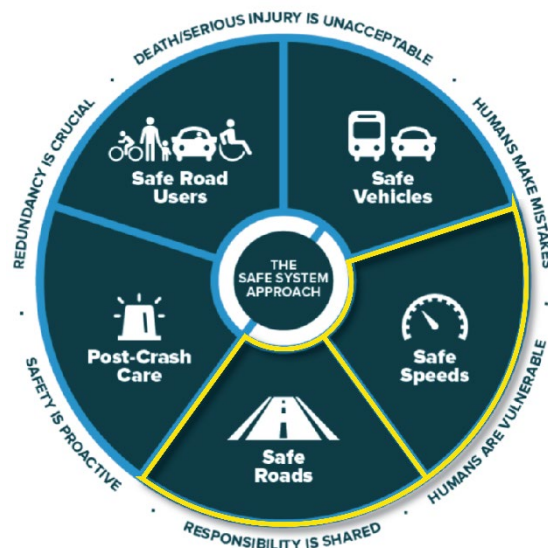 DEATH/SERIOUS INJURY IS UNACCEPTABLE
HUMANS MAKE MISTAKES
HUMANS ARE VULNERABLE
RESPONSIBILITY IS SHARED
SAFETY IS PROACTIVE
REDUNDANCY IS CRUCIAL
Safe Road
Users
Safe
Vehicles
THE
SAFE SYSTEM
APPROACH
Post-Crash
Care
Safe
Speeds
Safe
Roads